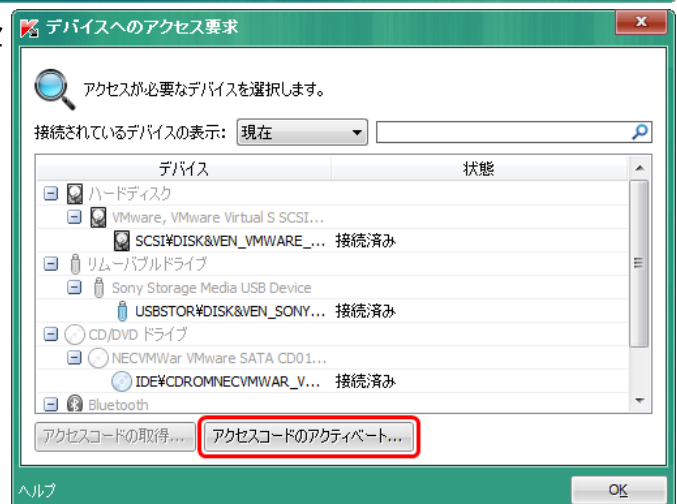 デバイスへのアクセス要求
アクセスが必要なデバイスを選択します。
接続されているデバイスの表示: 現在
デバイス 状態
ハードディスク
VMware, VMware Virtual S SCSI...
SCSI¥DISK&VEN_VMWARE_... 接続済み
リムーバブルドライブ
Sony Storage Media USB Device
USBSTOR¥DISK&VEN_SONY... 接続済み
CD/DVD ドライブ
NECVMWar VMware SATA CD01...
IDE¥CDROMNECVMWAR_V... 接続済み
Bluetooth
アクセスコードの取得... アクセスコードのアクティベート...
ヘルプ OK